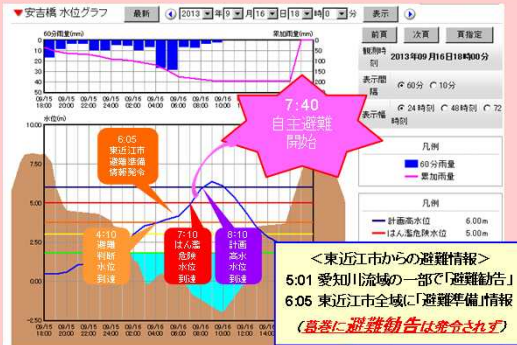 ▼安吉橋 水位グラフ 最新 2013 年 9 月 16 日 18 時 0 分 表示
前頁 次頁 頁指定
観測時刻 2013年09月16日18時00分
表示間隔 60分 10分
表示幅 24時刻 48時刻 72時刻
60分雨量(mm) 累加雨量(mm)
凡例
60分雨量
累加雨量
水位(m)
凡例
計画高水位 6.00m
はん濫危険水位 5.00m
7:40
自主避難
開始
6:05
東近江市
避難準備
情報発令
4:10
避難
判断
水位
到達
7:10
はん濫
危険
水位
到達
8:10
計画
高水
水位
到達
<東近江市からの避難情報>
5:01 愛知川流域の一部で「避難勧告」
6:05 東近江市全域に「避難準備」情報
(葛巻に避難勧告は発令されず)